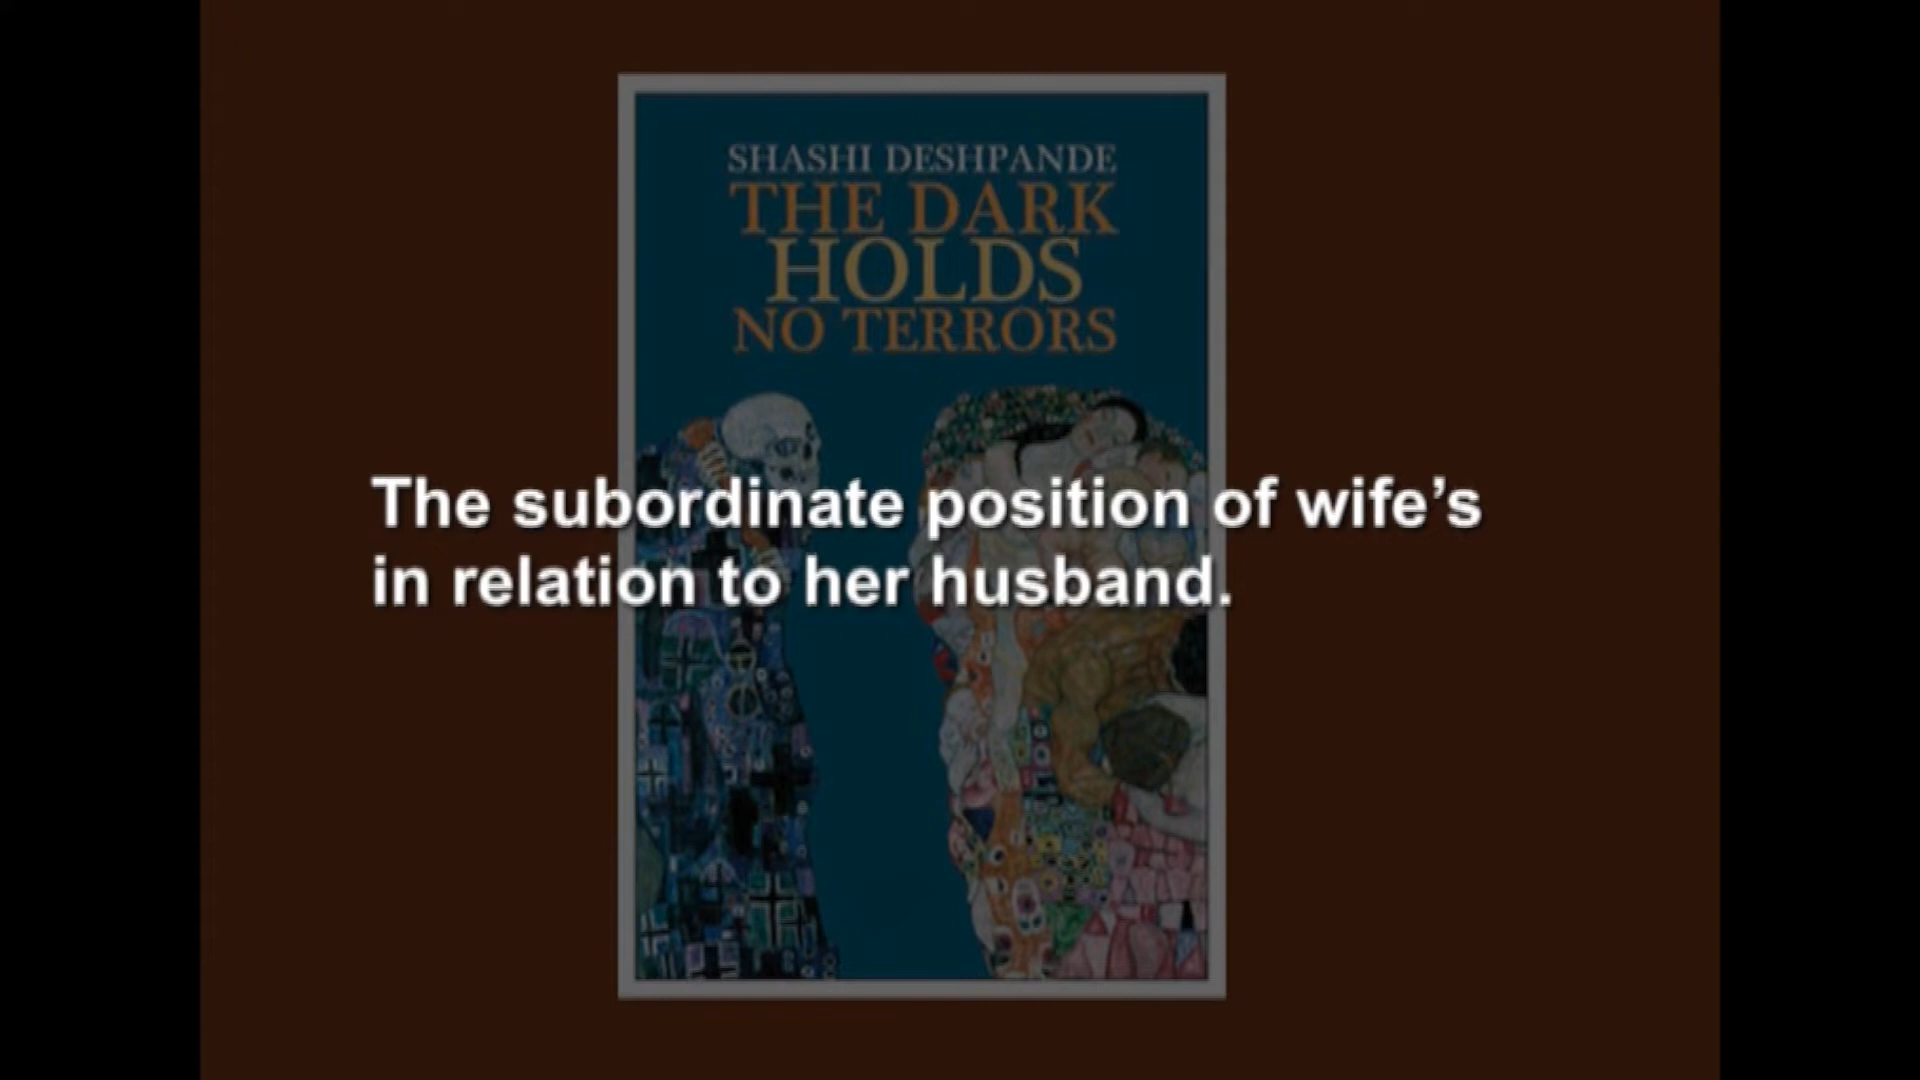 SHASHI DESHPANDE
THE DARK
HOLDS
NO TERRORS
The subordinate position of wife’s
in relation to her husband.